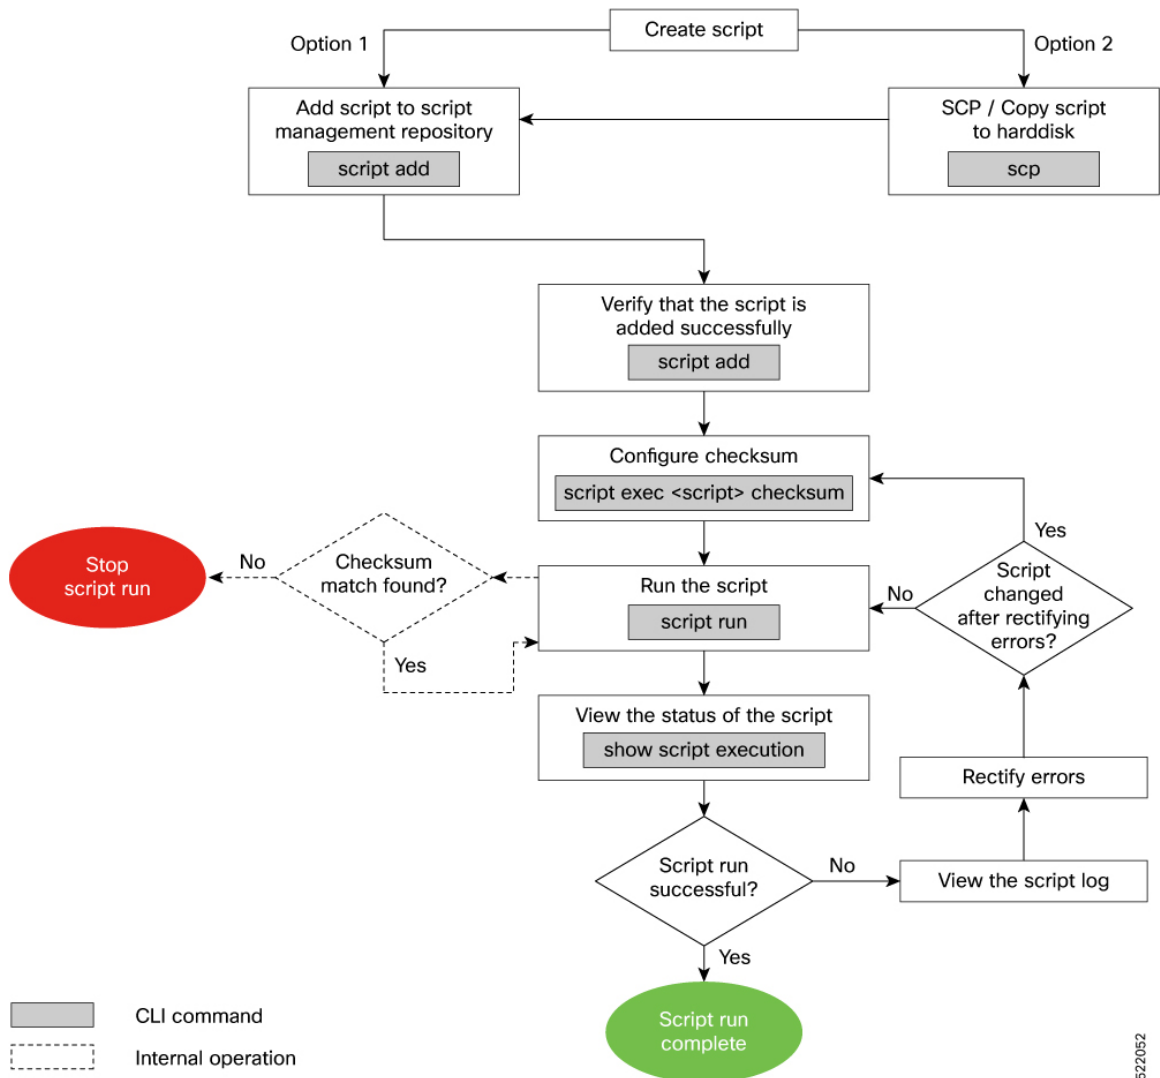 Create script
Option 1
Option 2
Add script to script
management repository
script add
SCP / Copy script
to harddisk
scp
Verify that the script is
added successfully
script add
Configure checksum
script exec <script> checksum
Yes
Stop
script run
No
Checksum
match found?
Yes
Run the script
script run
No
Script
changed
after rectifying
errors?
View the status of the script
show script execution
Rectify errors
Script run
successful?
No
View the script log
Yes
Script run
complete
CLI command
Internal operation
522052